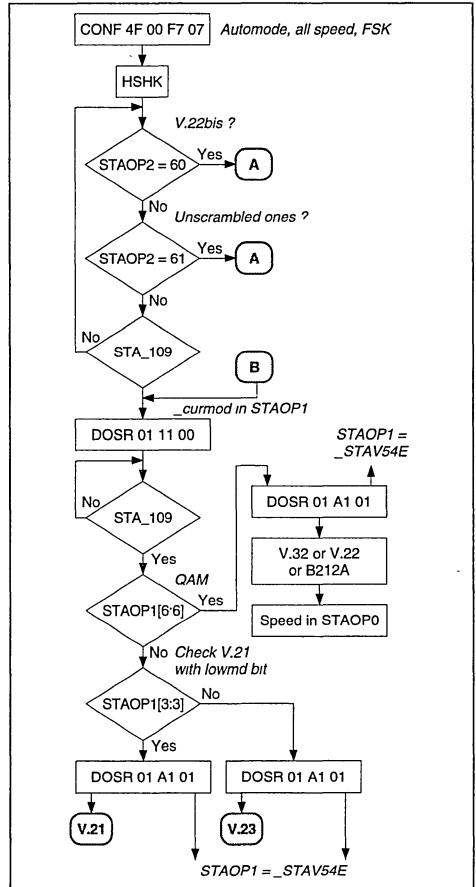 CONF 4F 00 F7 07
Automode, all speed, FSK
HSHK
V.22bis ?
STAOP2 = 60
Yes
A
No
Unscrambled ones ?
STAOP2 = 61
Yes
A
No
No
STA_109
B
_curmod in STAOP1
DOSR 01 11 00
STAOP1 =
_STAV54E
No
STA_109
DOSR 01 A1 01
Yes
QAM
V.32 or V.22
or B212A
STAOP1[6:6]
Yes
Speed in STAOP0
No
Check V.21
with lowmd bit
STAOP1[3:3]
No
Yes
DOSR 01 A1 01
DOSR 01 A1 01
V.21
V.23
STAOP1 = _STAV54E